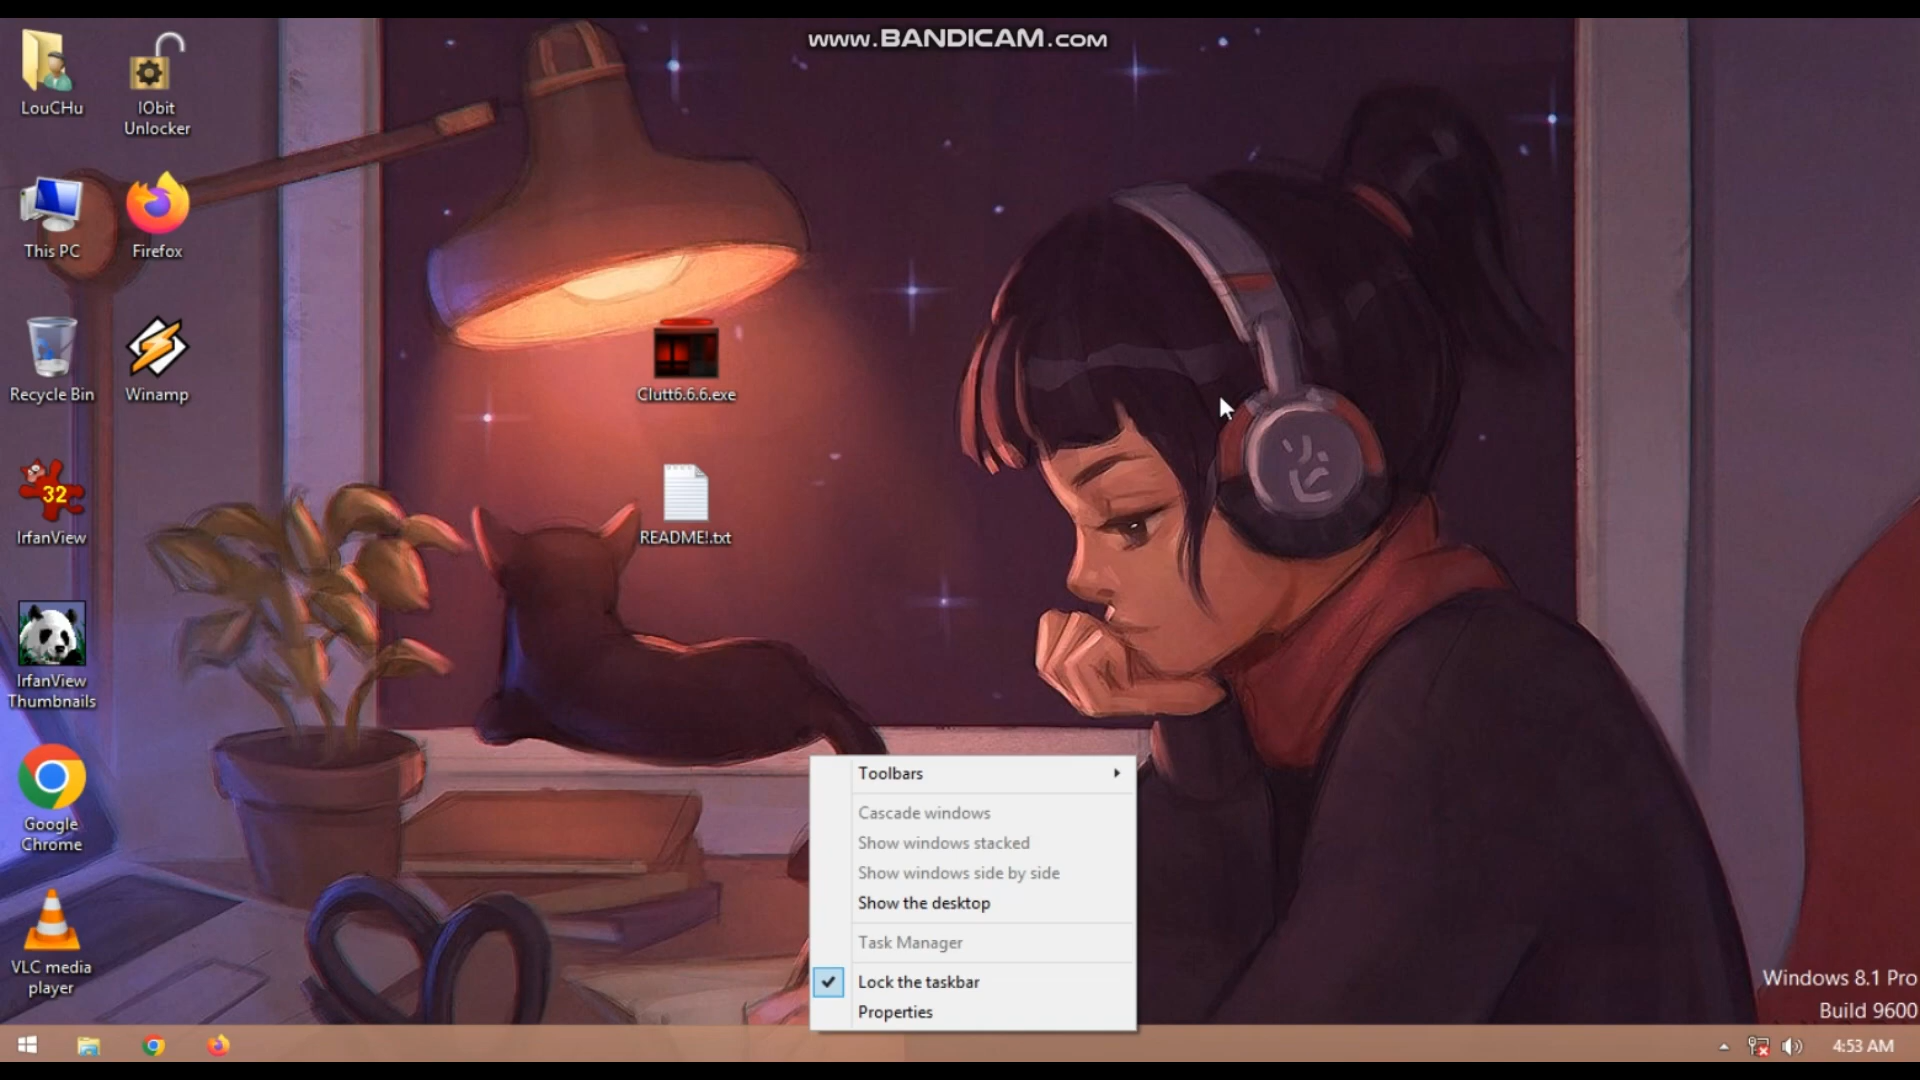 www.BANDICAM.com
LouCHu
IObit
Unlocker
This PC
Firefox
Recycle Bin
Winamp
32
IrfanView
IrfanView
Thumbnails
Google
Chrome
VLC media
player
Clutt6.6.6.exe
README!.txt
Toolbars
Cascade windows
Show windows stacked
Show windows side by side
Show the desktop
Task Manager
Lock the taskbar
Properties
Windows 8.1 Pro
Build 9600
4:53 AM